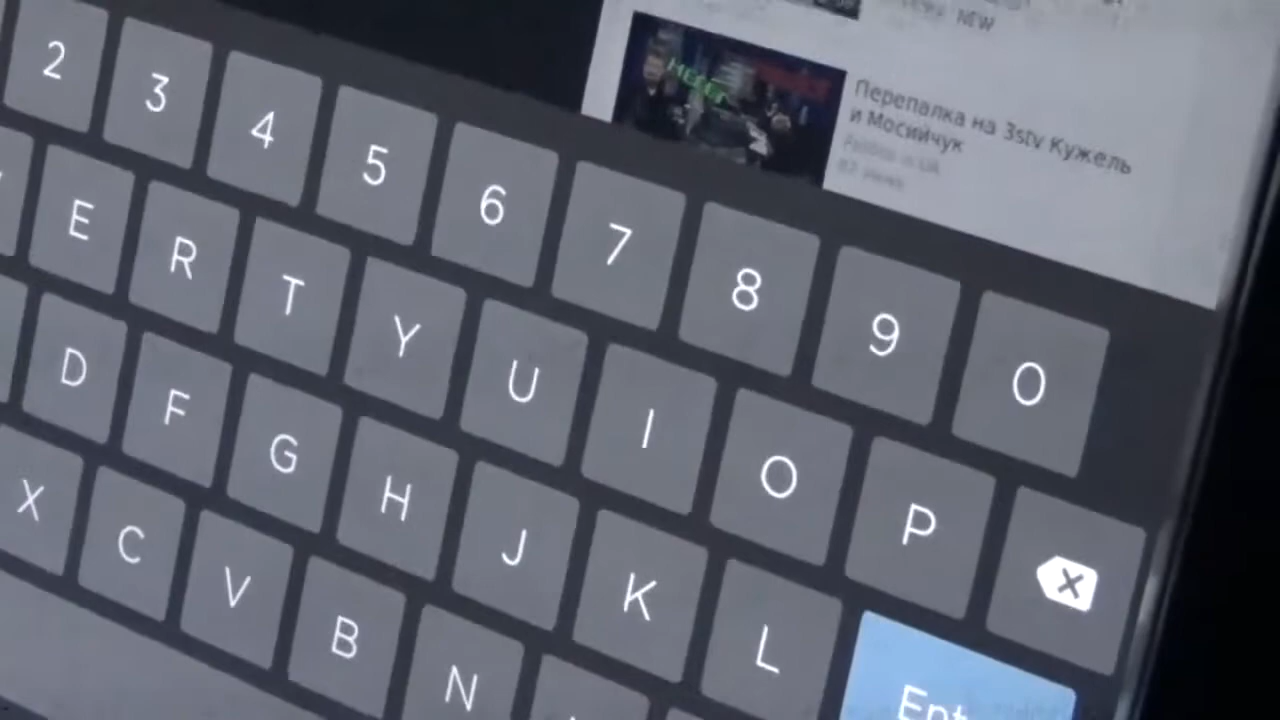 NEW
Перепалка на 3stv Кужель
и Мосийчук
2 3 4 5 6 7 8 9 0
E R T Y U I O P
D F G H J K L
X C V B N